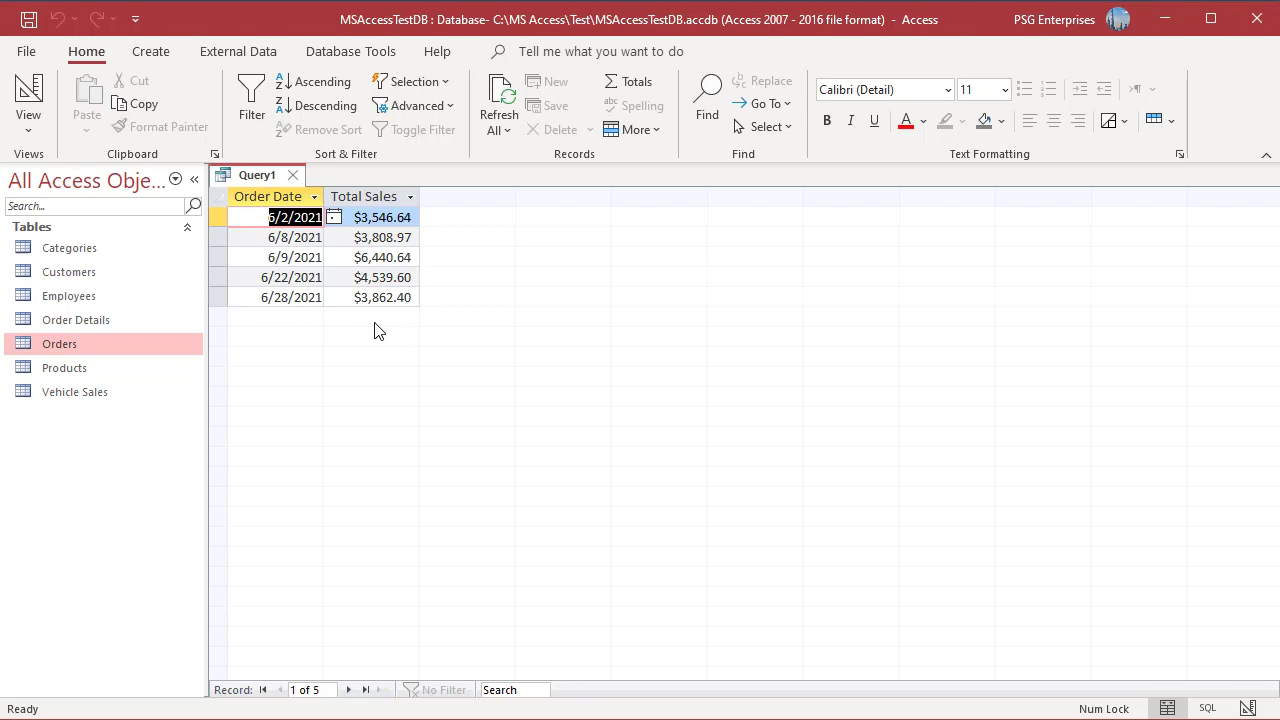 MSAccessTestDB : Database- C:\MS Access\Test\MSAccessTestDB.accdb (Access 2007 - 2016 file format) - Access
PSG Enterprises
File
Home
Create
External Data
Database Tools
Help
Tell me what you want to do
View
Views
Paste
Cut
Copy
Format Painter
Clipboard
Filter
Ascending
Descending
Remove Sort
Selection
Advanced
Toggle Filter
Sort & Filter
Refresh
All
New
Save
Delete
Totals
Spelling
More
Records
Find
Replace
Go To
Select
Find
Calibri (Detail)
11
B I U A
Text Formatting
All Access Obje...
Search...
Tables
Categories
Customers
Employees
Order Details
Orders
Products
Vehicle Sales
Query1
Order Date Total Sales
6/2/2021 $3,546.64
6/8/2021 $3,808.97
6/9/2021 $6,440.64
6/22/2021 $4,539.60
6/28/2021 $3,862.40
Record: 1 of 5 No Filter Search
Ready
Num Lock
SQL